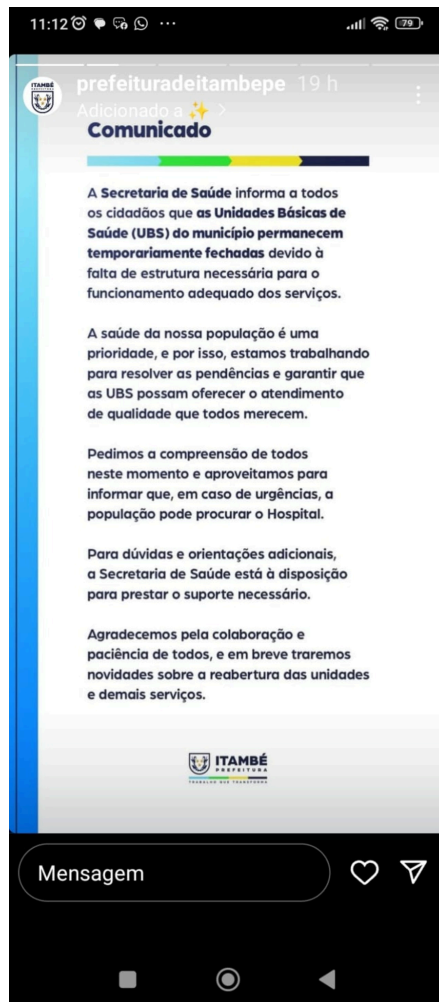 11:12
79
ITAMBÉ
prefeituradeitambepe 19 h
Adicionado a ✨ >
Comunicado
A Secretaria de Saúde informa a todos
os cidadãos que as Unidades Básicas de
Saúde (UBS) do município permanecem
temporariamente fechadas devido à
falta de estrutura necessária para o
funcionamento adequado dos serviços.
A saúde da nossa população é uma
prioridade, e por isso, estamos trabalhando
para resolver as pendências e garantir que
as UBS possam oferecer o atendimento
de qualidade que todos merecem.
Pedimos a compreensão de todos
neste momento e aproveitamos para
informar que, em caso de urgências, a
população pode procurar o Hospital.
Para dúvidas e orientações adicionais,
a Secretaria de Saúde está à disposição
para prestar o suporte necessário.
Agradecemos pela colaboração e
paciência de todos, e em breve traremos
novidades sobre a reabertura das unidades
e demais serviços.
ITAMBÉ
PREFEITURA
TRABALHO QUE TRANSFORMA
Mensagem